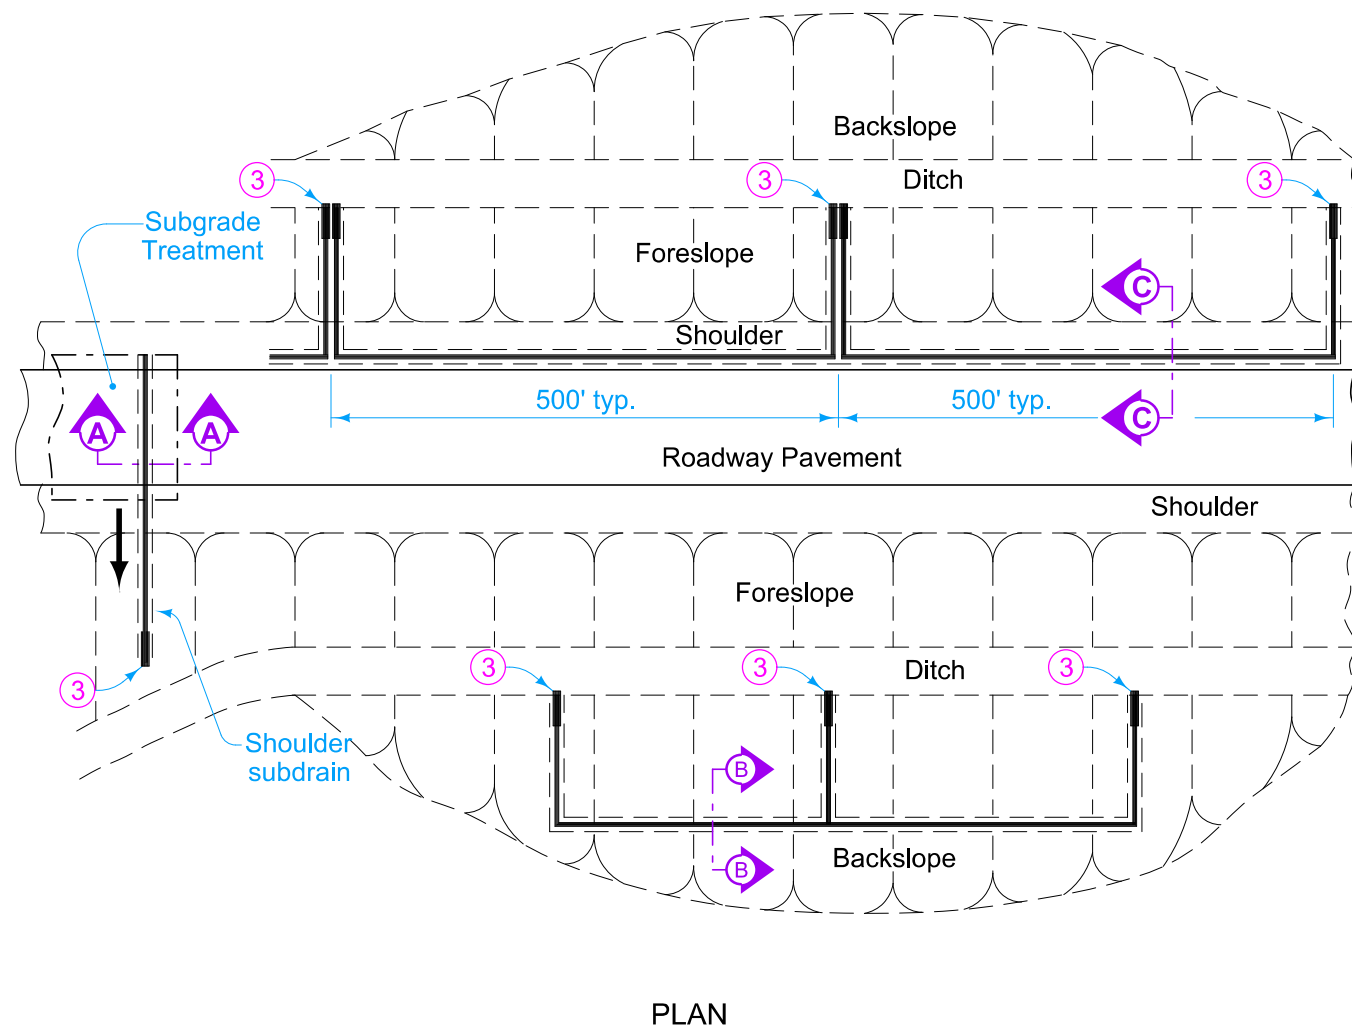 Backslope
3
3
Ditch
3
Subgrade
Treatment
Foreslope
C
Shoulder
500' typ.
500' typ.
C
A
A
Roadway Pavement
Shoulder
Foreslope
3
3
3
Ditch
3
Shoulder
subdrain
B
Backslope
B
PLAN